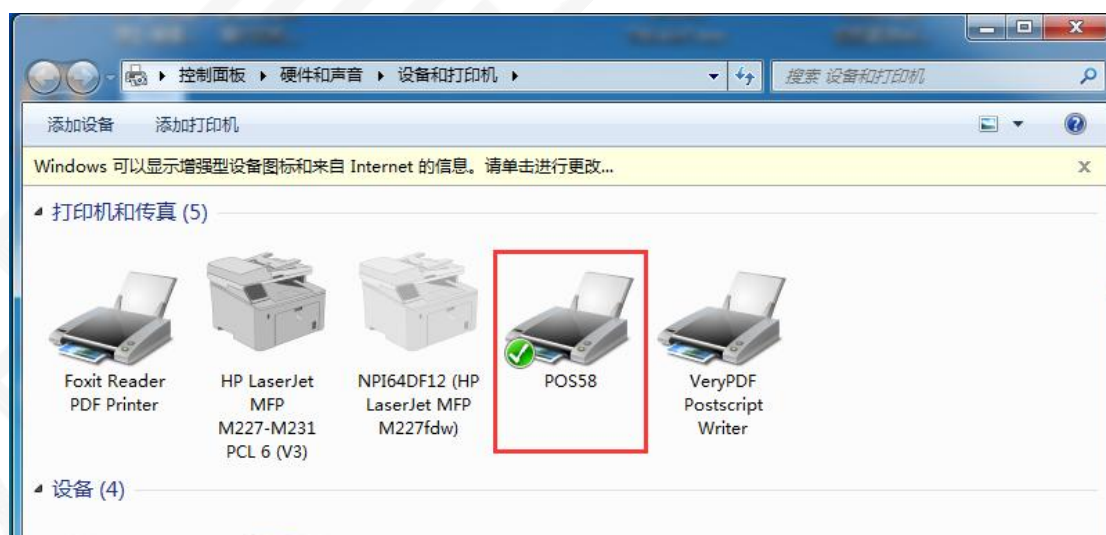 控制面板 ▸ 硬件和声音 ▸ 设备和打印机 ▸
搜索 设备和打印机
添加设备 添加打印机
Windows 可以显示增强型设备图标和来自 Internet 的信息。请单击进行更改...
打印机和传真 (5)
Foxit Reader
PDF Printer
HP LaserJet
MFP
M227-M231
PCL 6 (V3)
NPI64DF12 (HP
LaserJet MFP
M227fdw)
POS58
VeryPDF
Postscript
Writer
设备 (4)